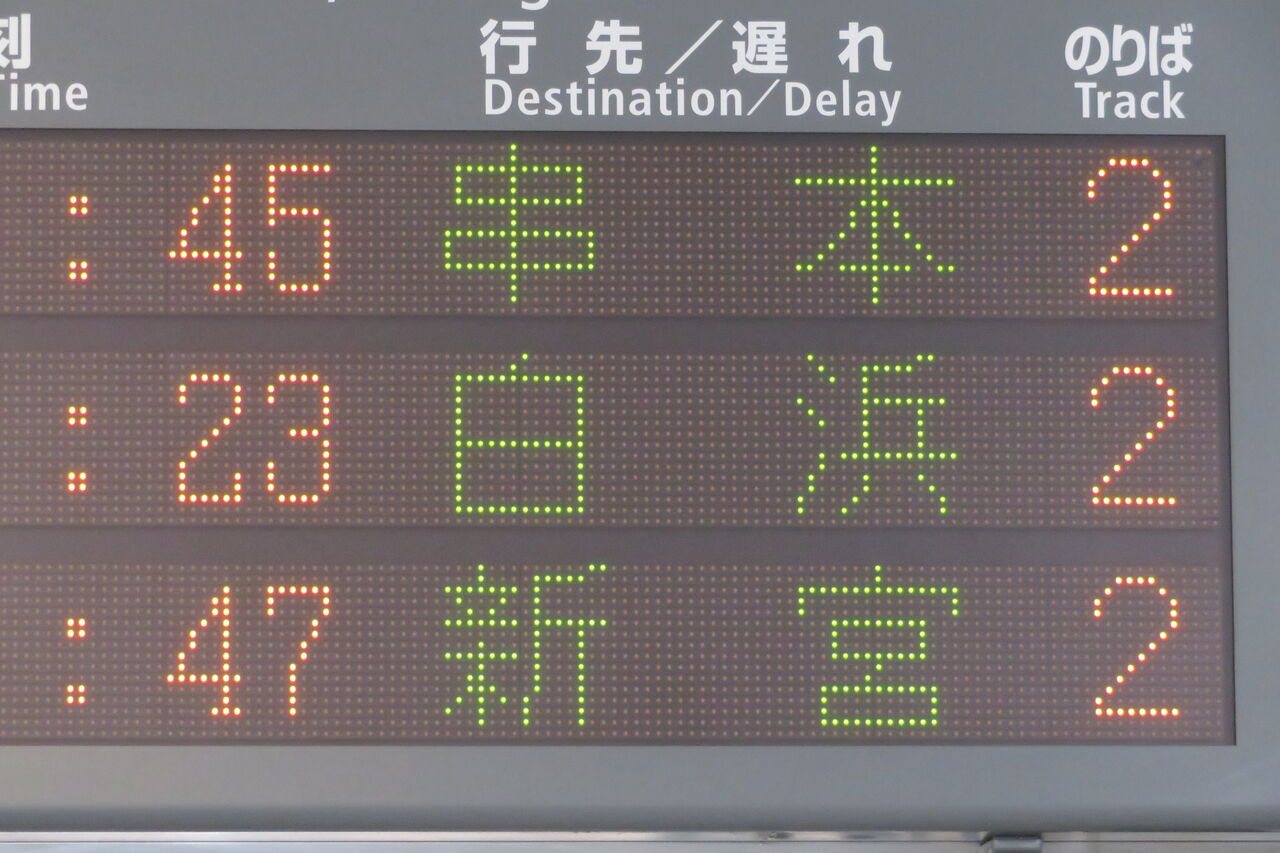 刻 行先／遅れ のりば
Time Destination／Delay Track
:45 串本 2
:23 白浜 2
:47 新宮 2